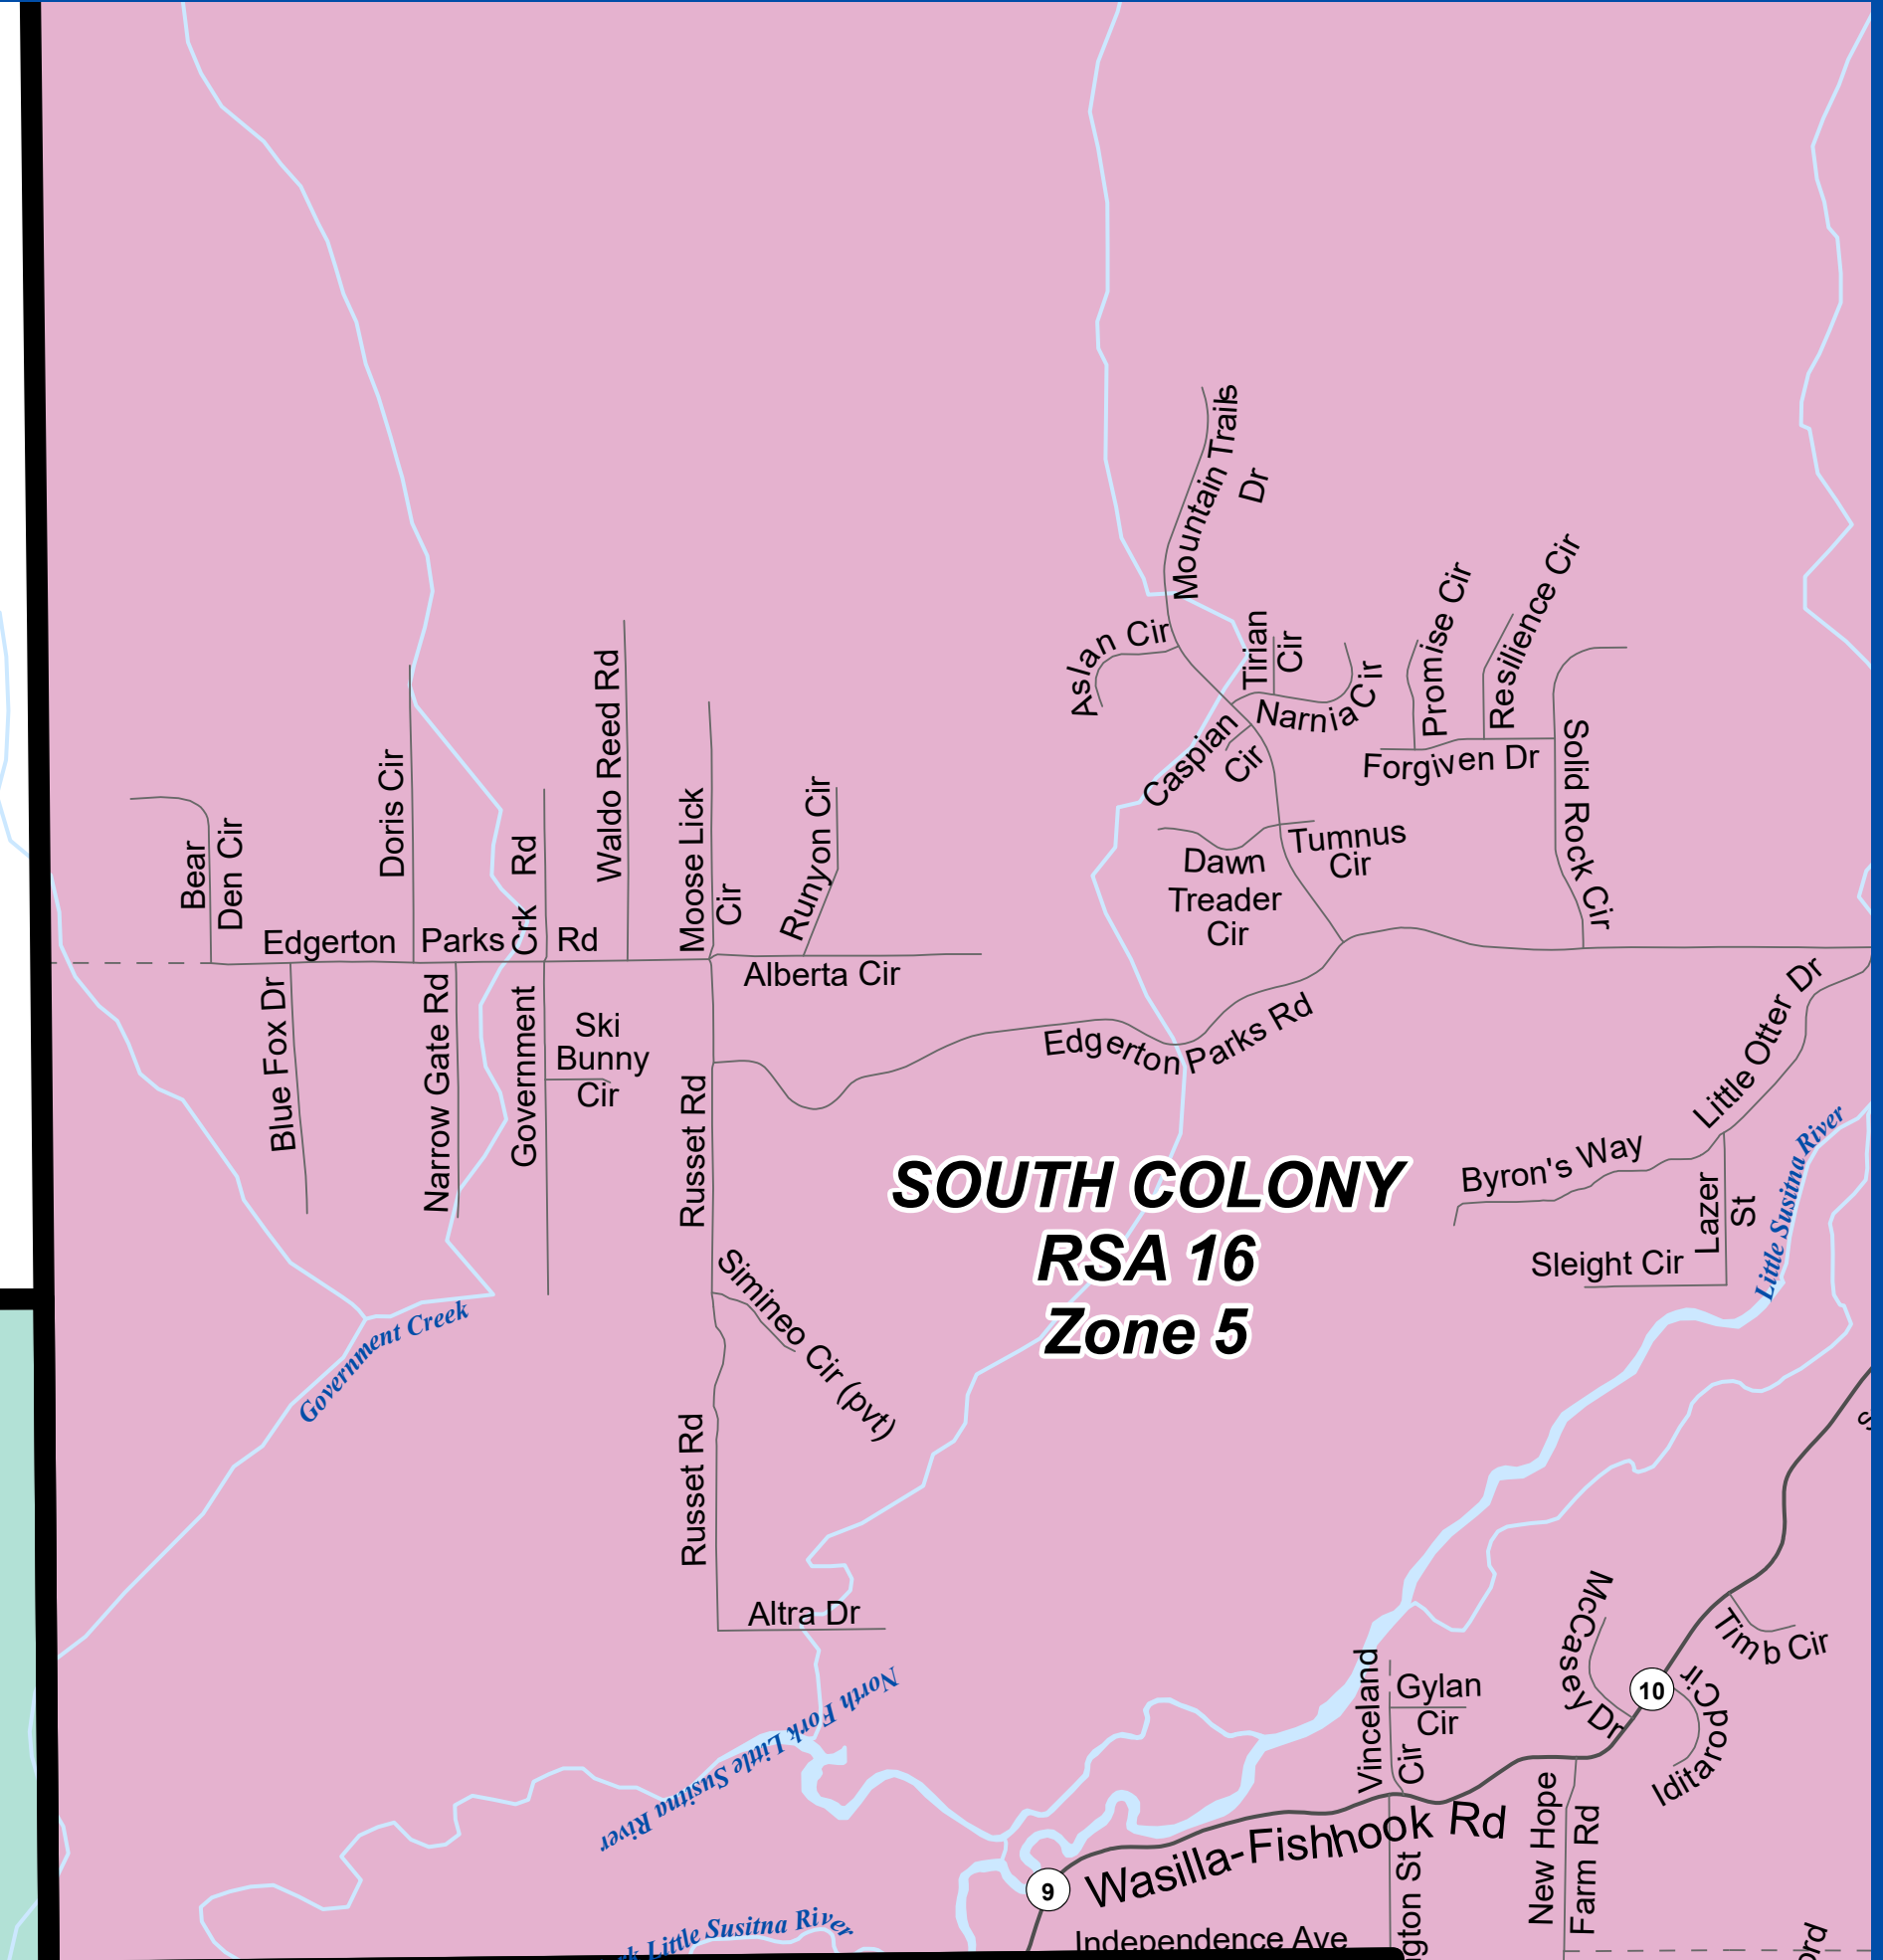 Mountain Trails
Dr
Aslan Cir
Tirian
Cir
Narnia Cir
Caspian
Cir
Promise Cir
Resilience Cir
Forgiven Dr
Solid Rock Cir
Tumnus
Cir
Dawn
Treader
Cir
Bear
Den Cir
Doris Cir
Waldo Reed Rd
Moose Lick
Cir
Runyon Cir
Edgerton Parks Rd
Government Crk Rd
Alberta Cir
Blue Fox Dr
Narrow Gate Rd
Ski
Bunny
Cir
Russet Rd
Edgerton Parks Rd
Little Otter Dr
Byron's Way
Lazer
St
Sleight Cir
Little Susitna River
SOUTH COLONY
RSA 16
Zone 5
Government Creek
Simineo Cir (pvt)
Russet Rd
Altra Dr
North Fork Little Susitna River
McCasey Dr
Timb Cir
10
Iditarod Cir
Vinceland
Cir
Gylan
Cir
Wasilla-Fishhook Rd
9
New Hope
Farm Rd
Little Susitna River
Independence Ave